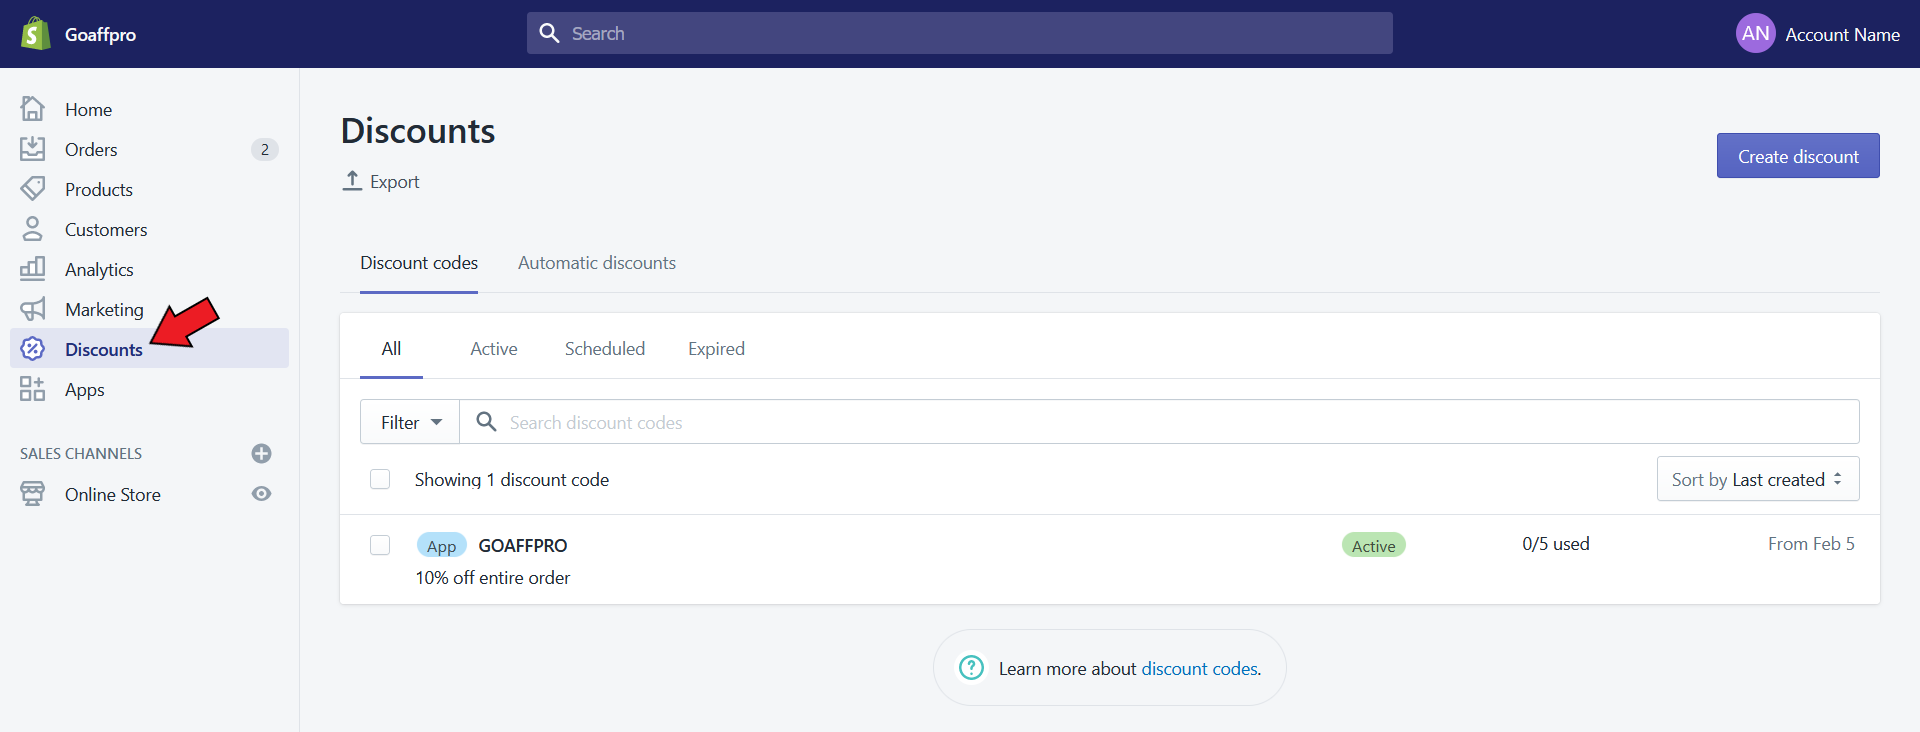 Goaffpro
Search
AN Account Name
Home
Orders 2
Products
Customers
Analytics
Marketing
Discounts
Apps
SALES CHANNELS
Online Store
Discounts
Export
Create discount
Discount codes Automatic discounts
All Active Scheduled Expired
Filter Search discount codes
Showing 1 discount code Sort by Last created
App GOAFFPRO Active 0/5 used From Feb 5
10% off entire order
Learn more about discount codes.